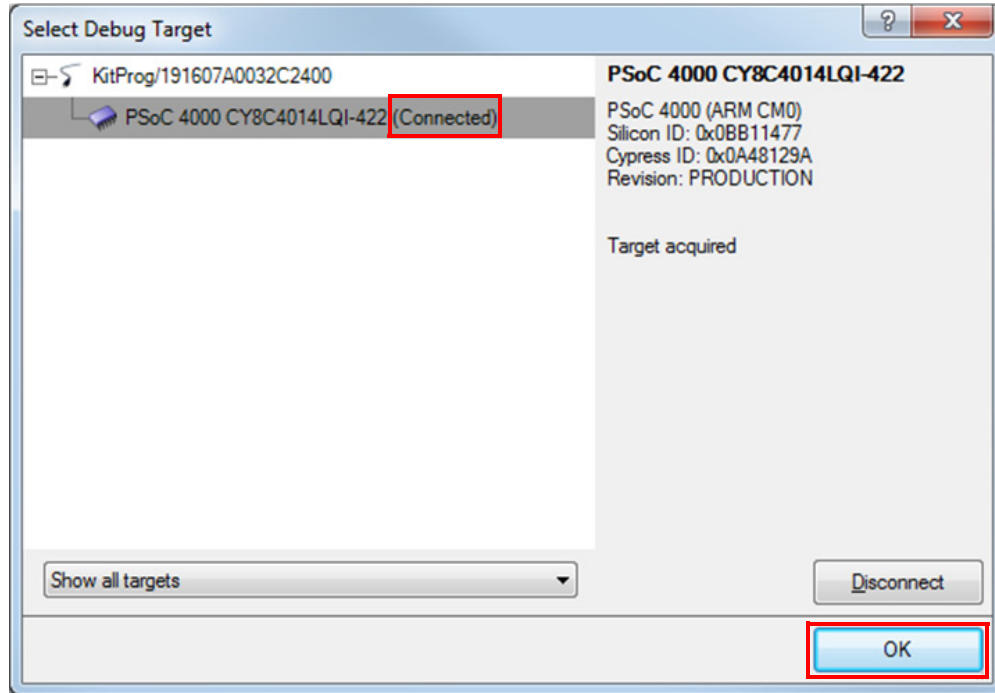 Select Debug Target
KitProg/191607A0032C2400
PSoC 4000 CY8C4014LQI-422 (Connected)
PSoC 4000 CY8C4014LQI-422
PSoC 4000 (ARM CM0)
Silicon ID: 0x0BB11477
Cypress ID: 0x0A48129A
Revision: PRODUCTION
Target acquired
Show all targets
Disconnect
OK